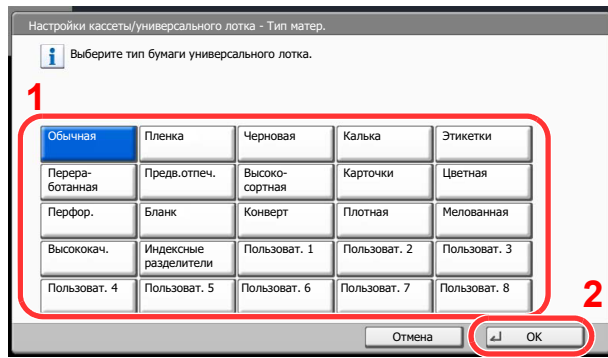 Настройки кассеты/универсального лотка - Тип матер.
Выберите тип бумаги универсального лотка.
1
Обычная Пленка Черновая Калька Этикетки
Перера- Предв.отпеч. Высоко- Карточки Цветная
ботанная сортная
Перфор. Бланк Конверт Плотная Мелованная
Высококач. Индексные Пользоват. 1 Пользоват. 2 Пользоват. 3
разделители
Пользоват. 4 Пользоват. 5 Пользоват. 6 Пользоват. 7 Пользоват. 8
2
Отмена OK